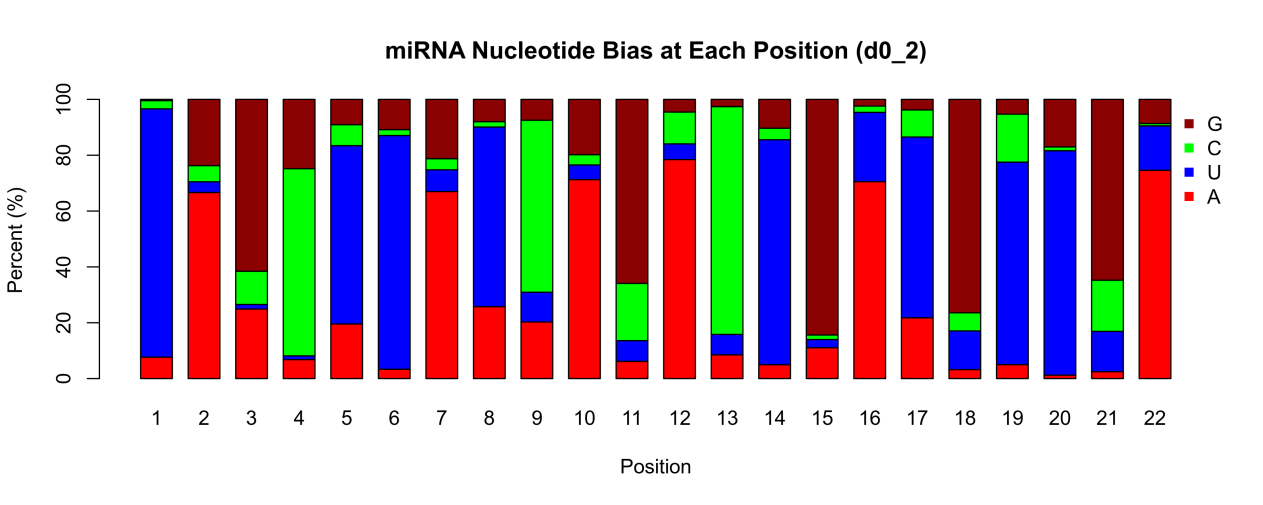 miRNA Nucleotide Bias at Each Position (d0_2)
Percent (%)
100
80
60
40
20
0
G
C
U
A
1 2 3 4 5 6 7 8 9 10 11 12 13 14 15 16 17 18 19 20 21 22
Position